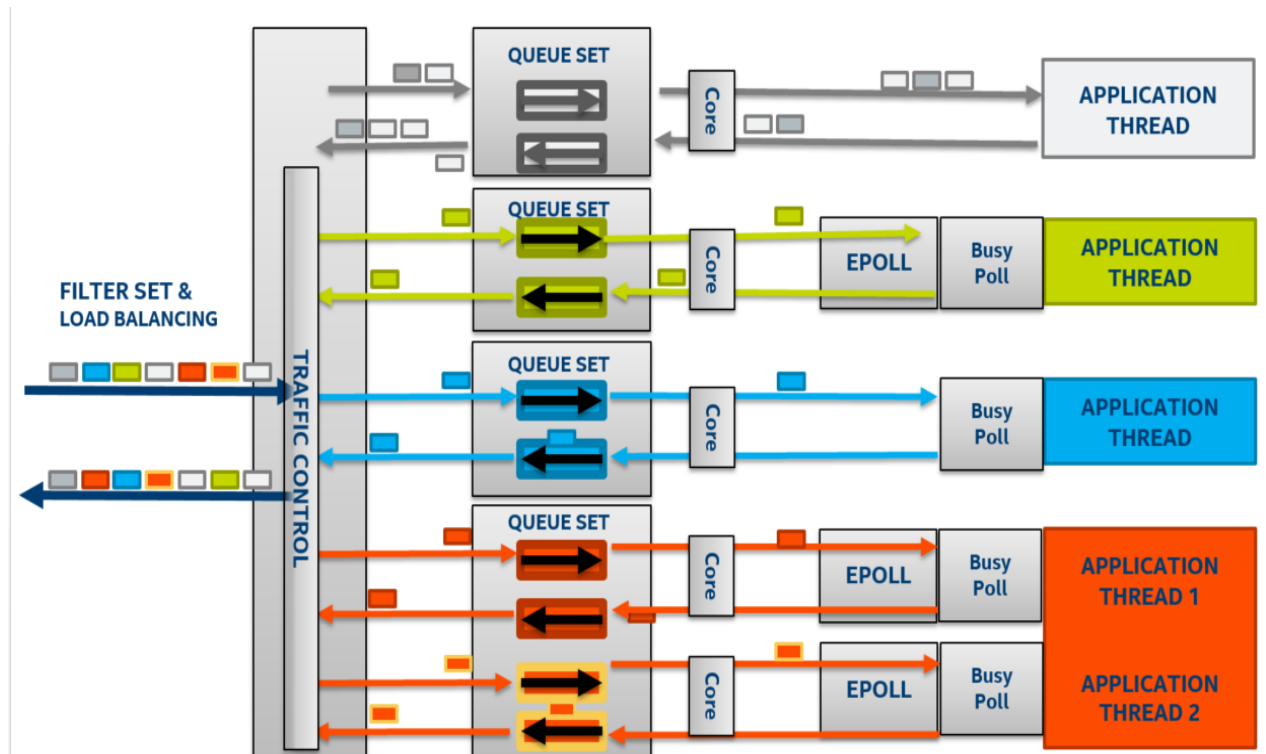 QUEUE SET
Core
APPLICATION
THREAD
QUEUE SET
Core
EPOLL
Busy
Poll
APPLICATION
THREAD
FILTER SET &
LOAD BALANCING
TRAFFIC CONTROL
QUEUE SET
Core
Busy
Poll
APPLICATION
THREAD
QUEUE SET
Core
EPOLL
Busy
Poll
APPLICATION
THREAD 1
Core
EPOLL
Busy
Poll
APPLICATION
THREAD 2